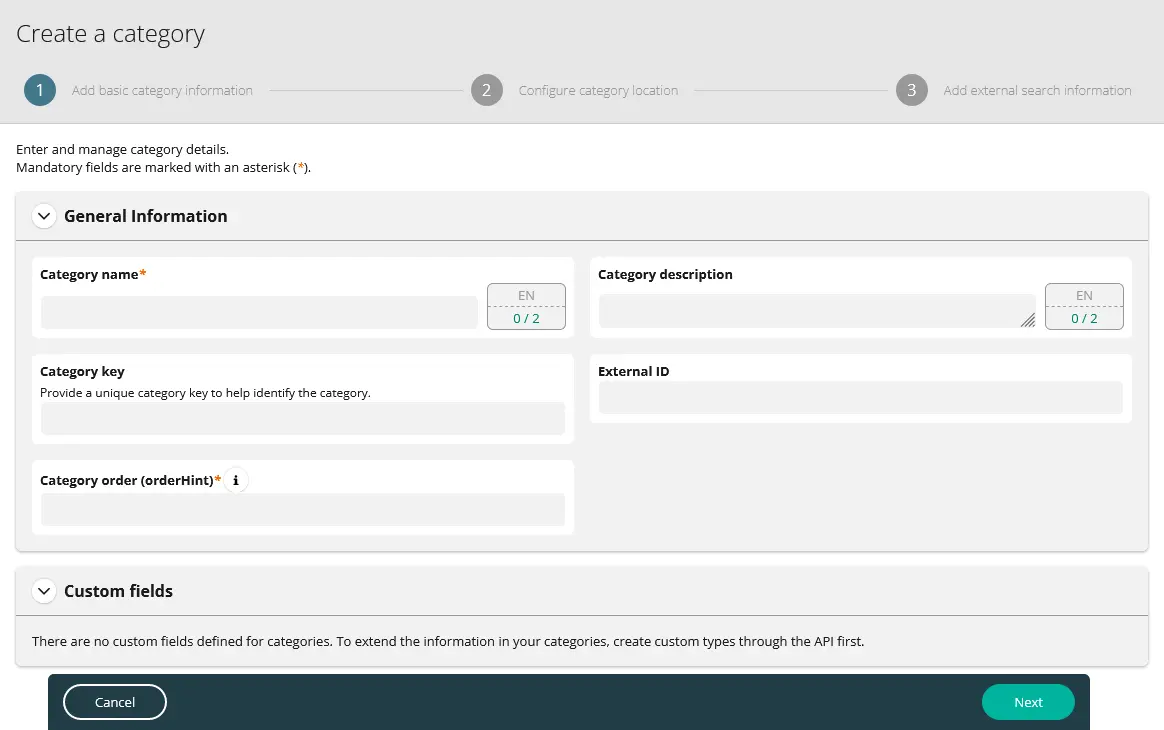 Create a category
1 Add basic category information 2 Configure category location 3 Add external search information
Enter and manage category details.
Mandatory fields are marked with an asterisk (*).
General Information
Category name*
EN
0 / 2
Category description
EN
0 / 2
Category key
Provide a unique category key to help identify the category.
External ID
Category order (orderHint)* i
Custom fields
There are no custom fields defined for categories. To extend the information in your categories, create custom types through the API first.
Cancel Next